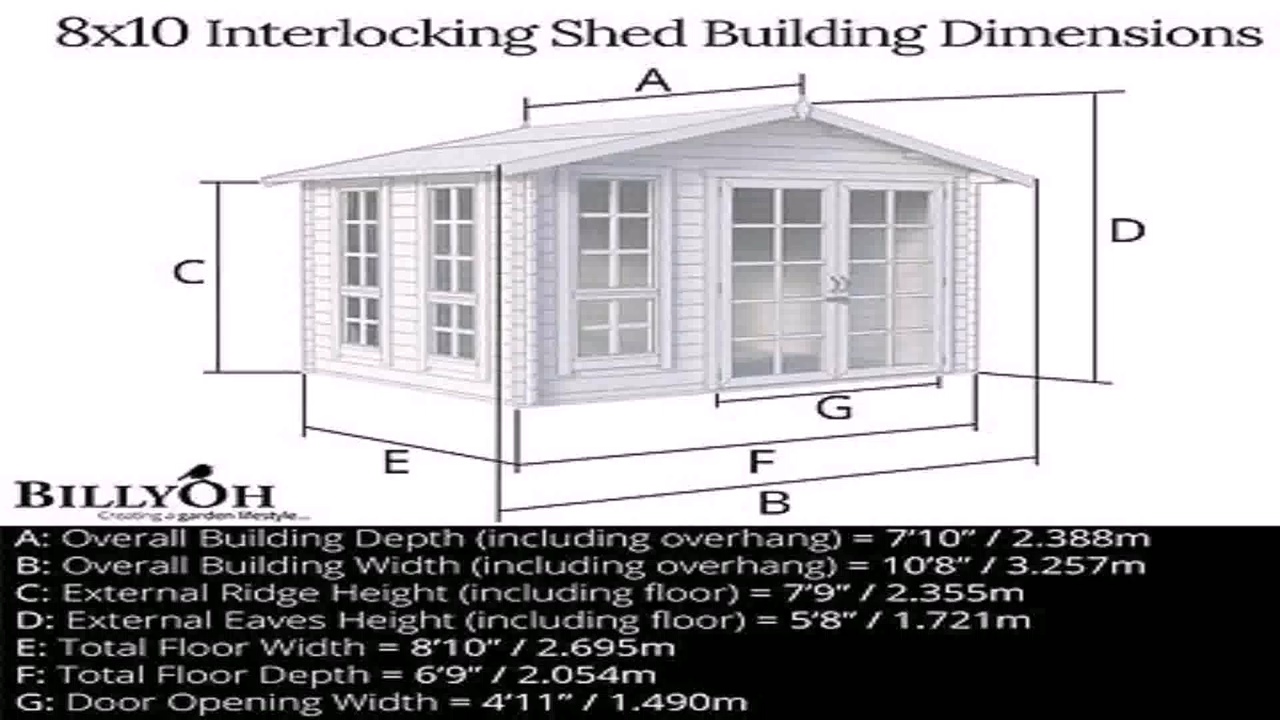 8x10 Interlocking Shed Building Dimensions
A
D
C
G
E
F
B
BILLYOH
Creating a garden lifestyle...
A: Overall Building Depth (including overhang) = 7'10" / 2.388m
B: Overall Building Width (including overhang) = 10'8" / 3.257m
C: External Ridge Height (including floor) = 7'9" / 2.355m
D: External Eaves Height (including floor) = 5'8" / 1.721m
E: Total Floor Width = 8'10" / 2.695m
F: Total Floor Depth = 6'9" / 2.054m
G: Door Opening Width = 4'11" / 1.490m